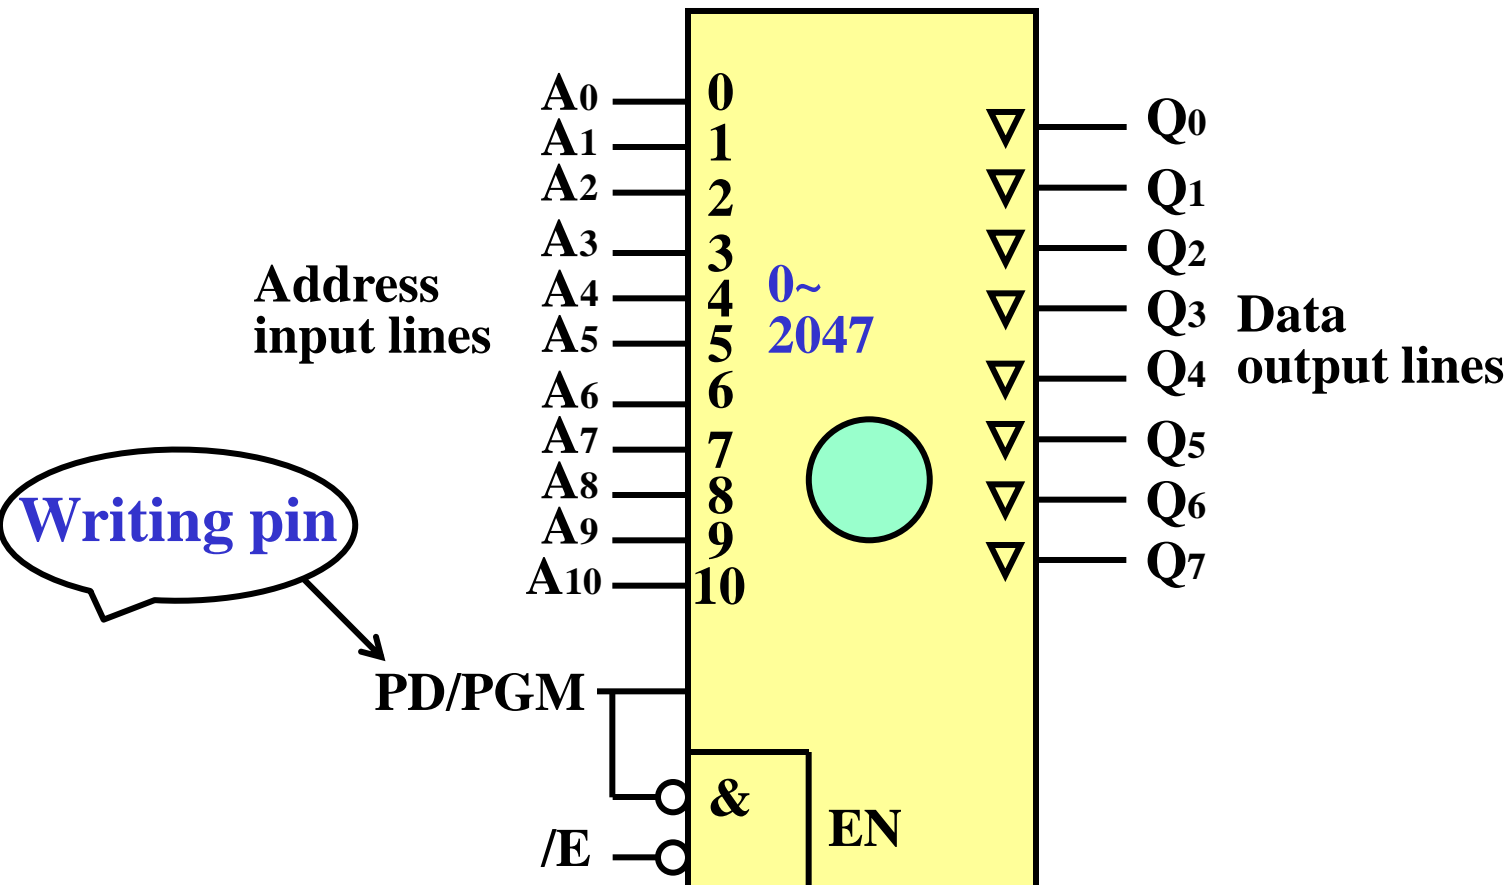 A0 0
A1 1
A2 2
A3 3
A4 4
A5 5
A6 6
A7 7
A8 8
A9 9
A10 10
Address
input lines
0~
2047
Q0
Q1
Q2
Q3
Q4
Q5
Q6
Q7
Data
output lines
Writing pin
PD/PGM
&
EN
/E